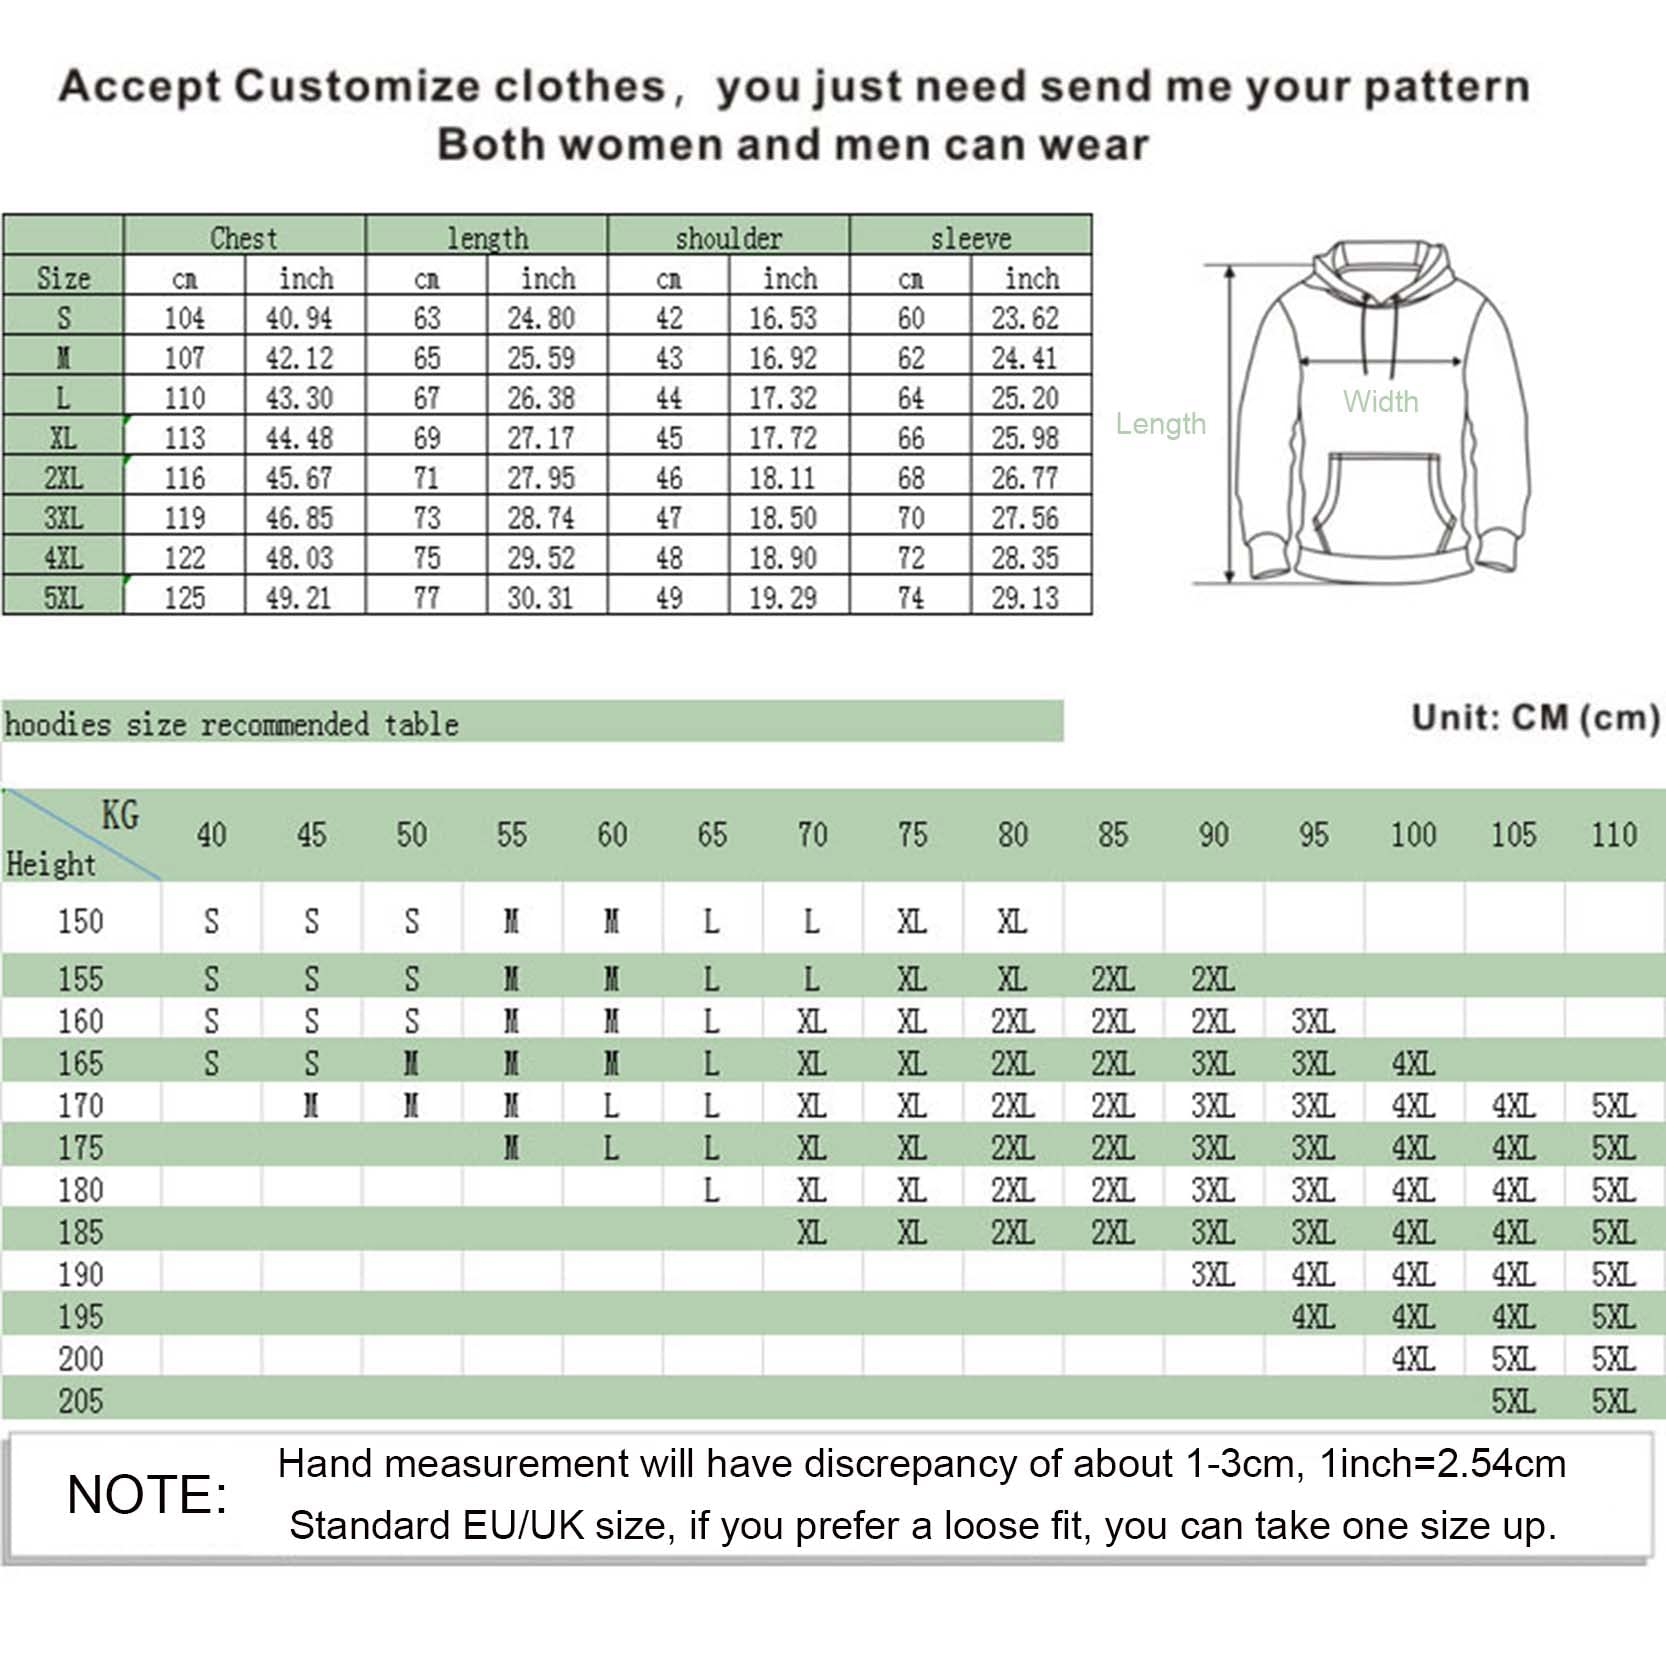 Accept Customize clothes, you just need send me your pattern
Both women and men can wear
Chest length shoulder sleeve
Size cm inch cm inch cm inch cm inch
S 104 40.94 63 24.80 42 16.53 60 23.62
M 107 42.12 65 25.59 43 16.92 62 24.41
L 110 43.30 67 26.38 44 17.32 64 25.20
XL 113 44.48 69 27.17 45 17.72 66 25.98
2XL 116 45.67 71 27.95 46 18.11 68 26.77
3XL 119 46.85 73 28.74 47 18.50 70 27.56
4XL 122 48.03 75 29.52 48 18.90 72 28.35
5XL 125 49.21 77 30.31 49 19.29 74 29.13
Width
Length
hoodies size recommended table
Unit: CM (cm)
KG 40 45 50 55 60 65 70 75 80 85 90 95 100 105 110
Height
150 S S S M M L L XL XL
155 S S S M M L L XL XL 2XL 2XL
160 S S S M M L XL XL 2XL 2XL 2XL 3XL
165 S S M M M L XL XL 2XL 2XL 3XL 3XL 4XL
170 M M M L L XL XL 2XL 2XL 3XL 3XL 4XL 4XL 5XL
175 M L L XL XL 2XL 2XL 3XL 3XL 4XL 4XL 5XL
180 L XL XL 2XL 2XL 3XL 3XL 4XL 4XL 5XL
185 XL XL 2XL 2XL 3XL 3XL 4XL 4XL 5XL
190 3XL 4XL 4XL 4XL 5XL
195 4XL 4XL 4XL 5XL
200 4XL 5XL 5XL
205 5XL 5XL
NOTE:
Hand measurement will have discrepancy of about 1-3cm, 1inch=2.54cm
Standard EU/UK size, if you prefer a loose fit, you can take one size up.